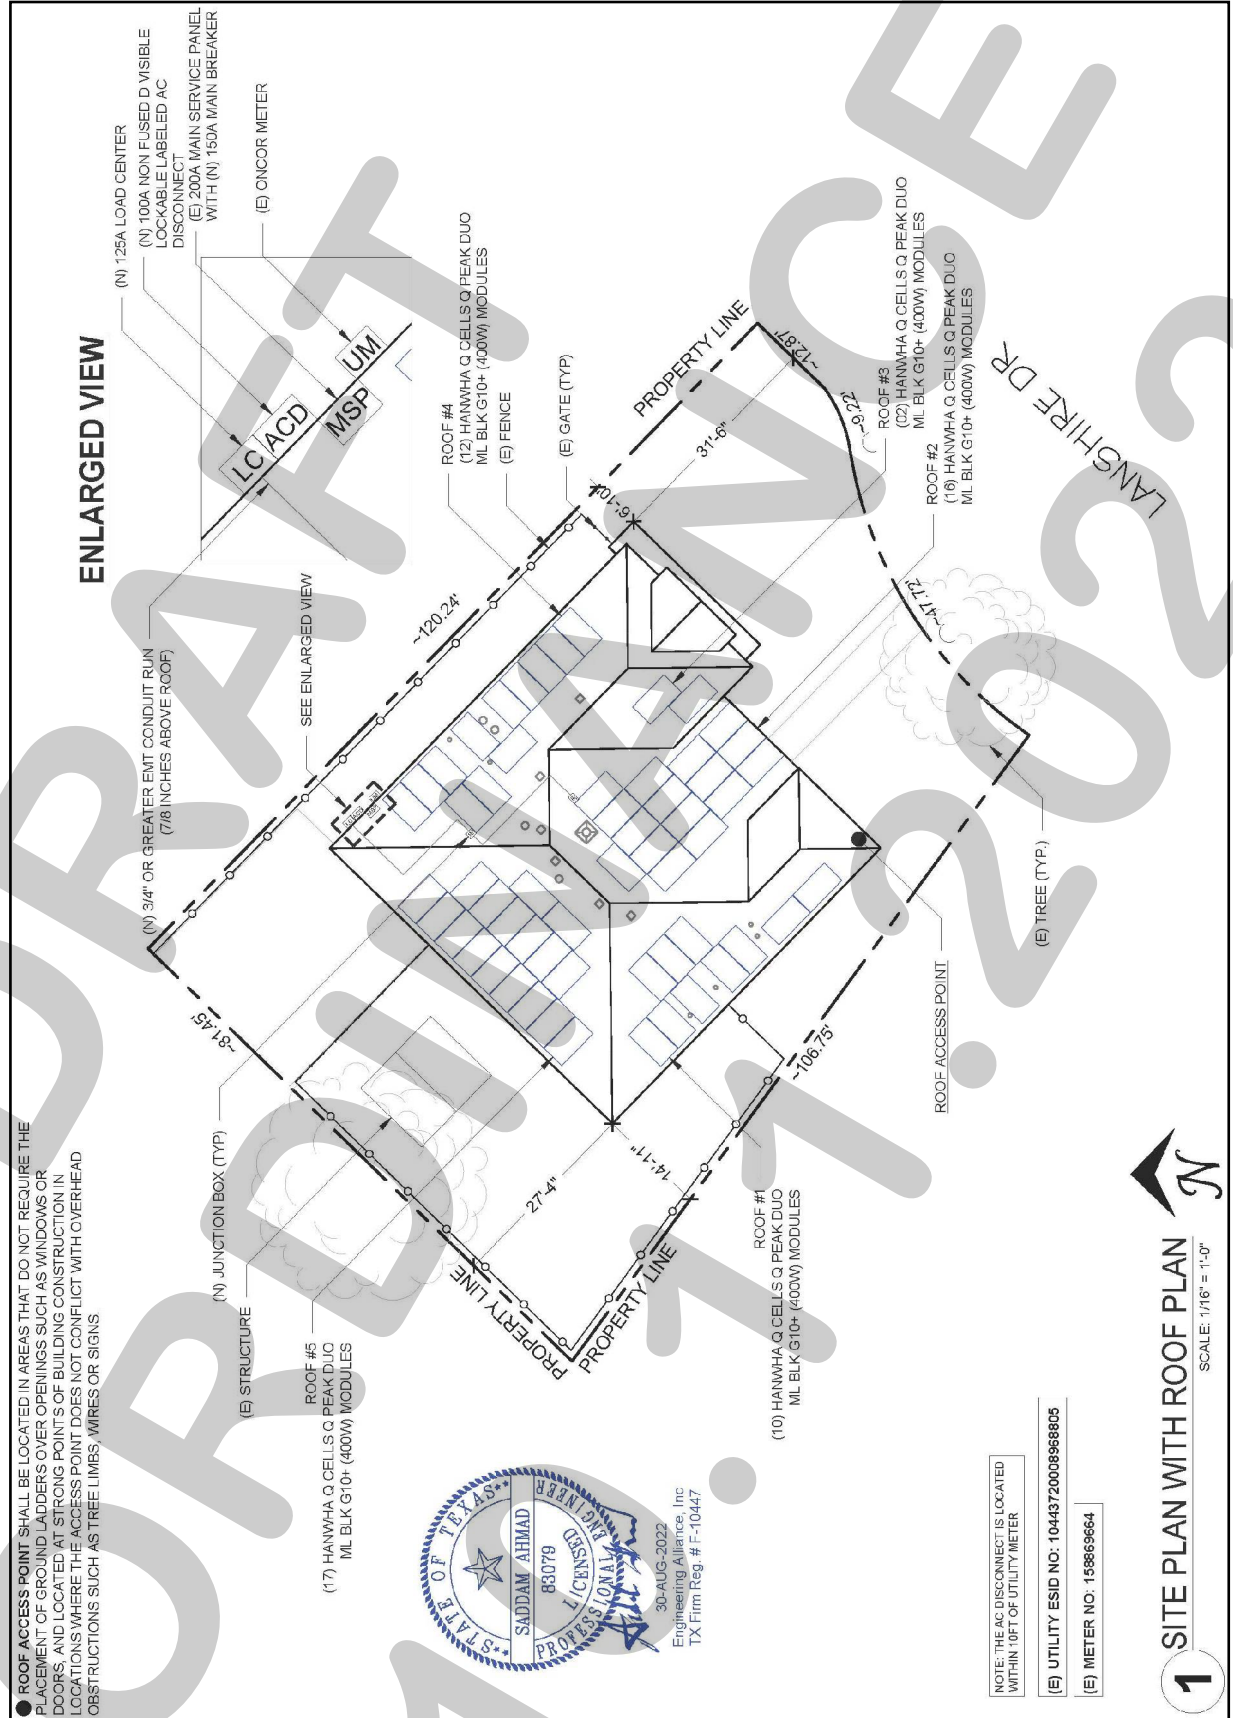 ● ROOF ACCESS POINT SHALL BE LOCATED IN AREAS THAT DO NOT REQUIRE THE
PLACEMENT OF GROUND LADDERS OVER OPENINGS SUCH AS WINDOWS OR
DOORS, AND LOCATED AT STRONG POINTS OF BUILDING CONSTRUCTION IN
LOCATIONS WHERE THE ACCESS POINT DOES NOT CONFLICT WITH OVERHEAD
OBSTRUCTIONS SUCH AS TREE LIMBS, WIRES OR SIGNS.
ENLARGED VIEW
(N) 125A LOAD CENTER
(N) 100A NON FUSED D VISIBLE
LOCKABLE LABELED AC
DISCONNECT
(E) 200A MAIN SERVICE PANEL
WITH (N) 150A MAIN BREAKER
(E) ONCOR METER
LC
ACD
MSP
UM
(N) 3/4" OR GREATER EMT CONDUIT RUN
(7/8 INCHES ABOVE ROOF)
SEE ENLARGED VIEW
(N) JUNCTION BOX (TYP)
(E) STRUCTURE
ROOF #5
(17) HANWHA Q CELLS Q PEAK DUO
ML BLK G10+ (400W) MODULES
ROOF #4
(12) HANWHA Q CELLS Q PEAK DUO
ML BLK G10+ (400W) MODULES
(E) FENCE
(E) GATE (TYP)
PROPERTY LINE
~120.24'
~81.45'
6'-10"
31'-6"
~12.87'
~9.22'
27'-4"
14'-11"
PROPERTY LINE
PROPERTY LINE
~106.75'
~47.72'
ROOF #3
(02) HANWHA Q CELLS Q PEAK DUO
ML BLK G10+ (400W) MODULES
ROOF #2
(16) HANWHA Q CELLS Q PEAK DUO
ML BLK G10+ (400W) MODULES
LANSHIRE DR
ROOF #1
(10) HANWHA Q CELLS Q PEAK DUO
ML BLK G10+ (400W) MODULES
ROOF ACCESS POINT
(E) TREE (TYP.)
STATE OF TEXAS
SADDAM AHMAD
83079
LICENSED
PROFESSIONAL ENGINEER
30-AUG-2022
Engineering Alliance, Inc
TX Firm Reg. # F-10447
NOTE: THE AC DISCONNECT IS LOCATED
WITHIN 10FT OF UTILITY METER
(E) UTILITY ESID NO: 10443720008968805
(E) METER NO: 158869664
1
SITE PLAN WITH ROOF PLAN
SCALE: 1/16" = 1'-0"
N
DRAFT
ORDINANCE
10.11.2022